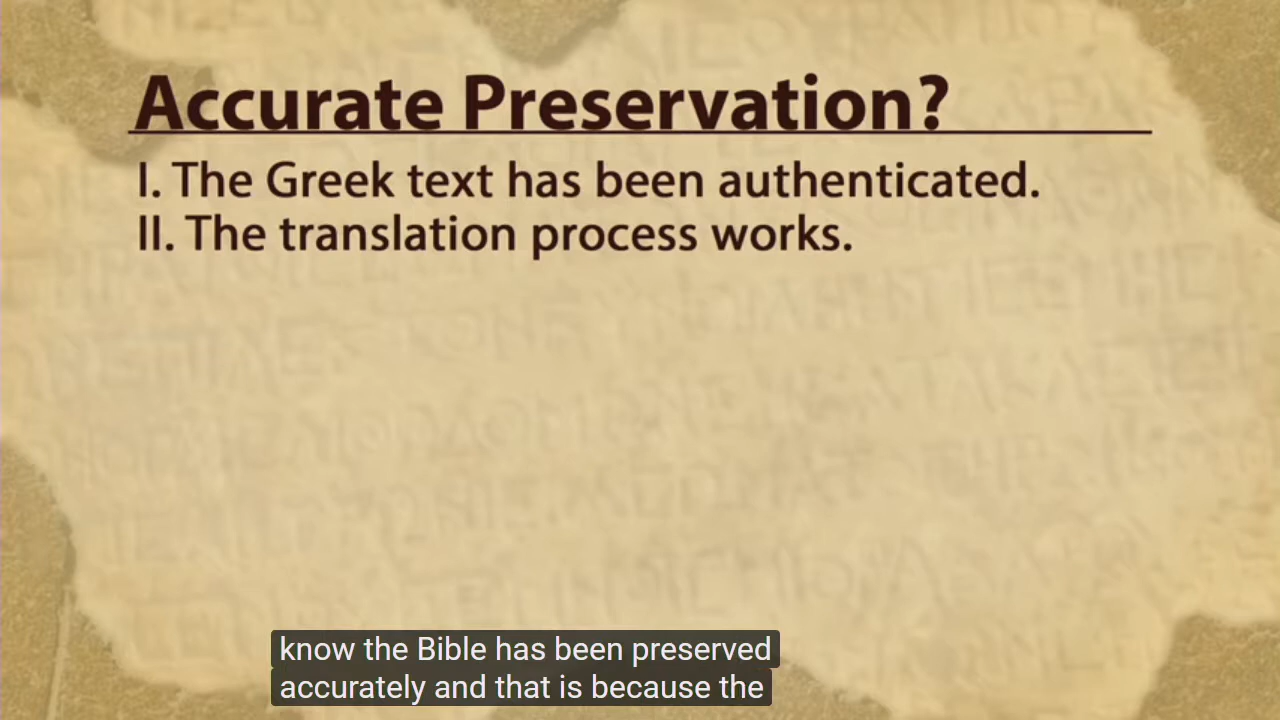 Accurate Preservation?
I. The Greek text has been authenticated.
II. The translation process works.
know the Bible has been preserved
accurately and that is because the